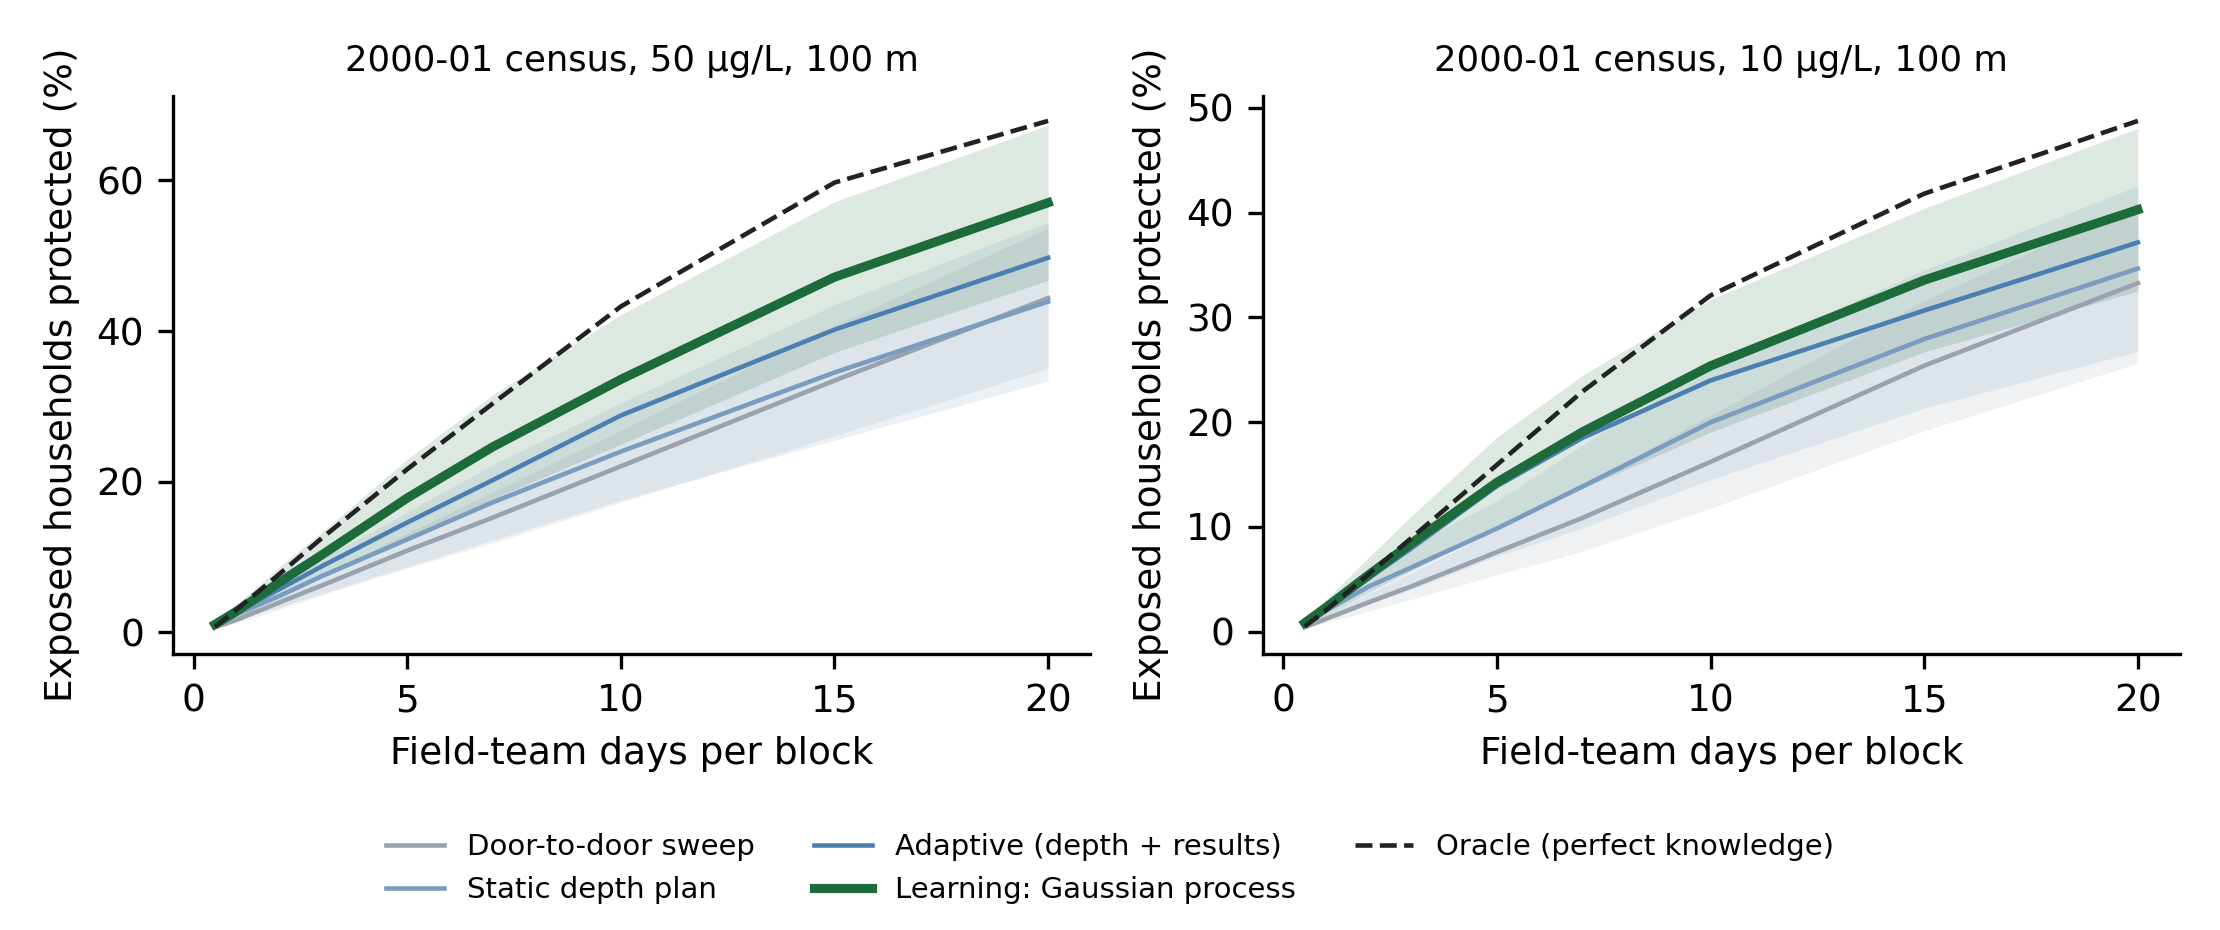 2000-01 census, 50 µg/L, 100 m
Exposed households protected (%)
60
40
20
0
0 5 10 15 20
Field-team days per block
2000-01 census, 10 µg/L, 100 m
Exposed households protected (%)
50
40
30
20
10
0
0 5 10 15 20
Field-team days per block
Door-to-door sweep
Static depth plan
Adaptive (depth + results)
Learning: Gaussian process
Oracle (perfect knowledge)